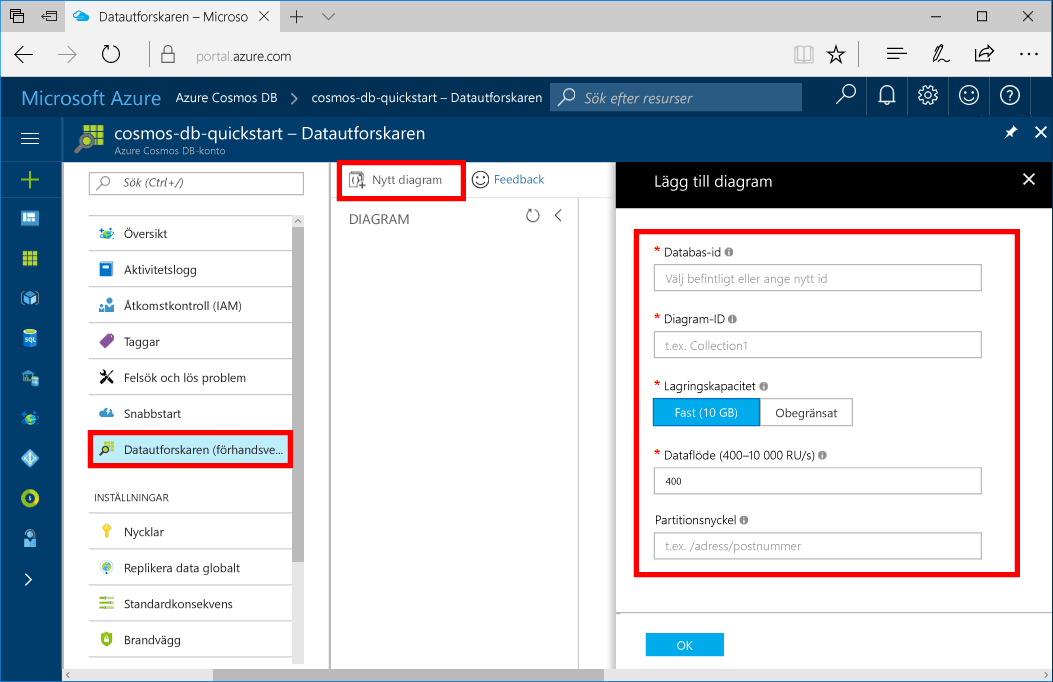 Datautforskaren – Microso
portal.azure.com
Microsoft Azure Azure Cosmos DB cosmos-db-quickstart – Datautforskaren Sök efter resurser
cosmos-db-quickstart – Datautforskaren
Azure Cosmos DB-konto
Sök (Ctrl+/)
Översikt
Aktivitetslogg
Åtkomstkontroll (IAM)
Taggar
Felsök och lös problem
Snabbstart
Datautforskaren (förhandsve...
INSTÄLLNINGAR
Nycklar
Replikera data globalt
Standardkonsekvens
Brandvägg
SQL
Nytt diagram Feedback
DIAGRAM
Lägg till diagram
* Databas-id
Välj befintligt eller ange nytt id
* Diagram-ID
t.ex. Collection1
* Lagringskapacitet
Fast (10 GB) Obegränsat
* Dataflöde (400–10 000 RU/s)
400
Partitionsnyckel
t.ex. /adress/postnummer
OK